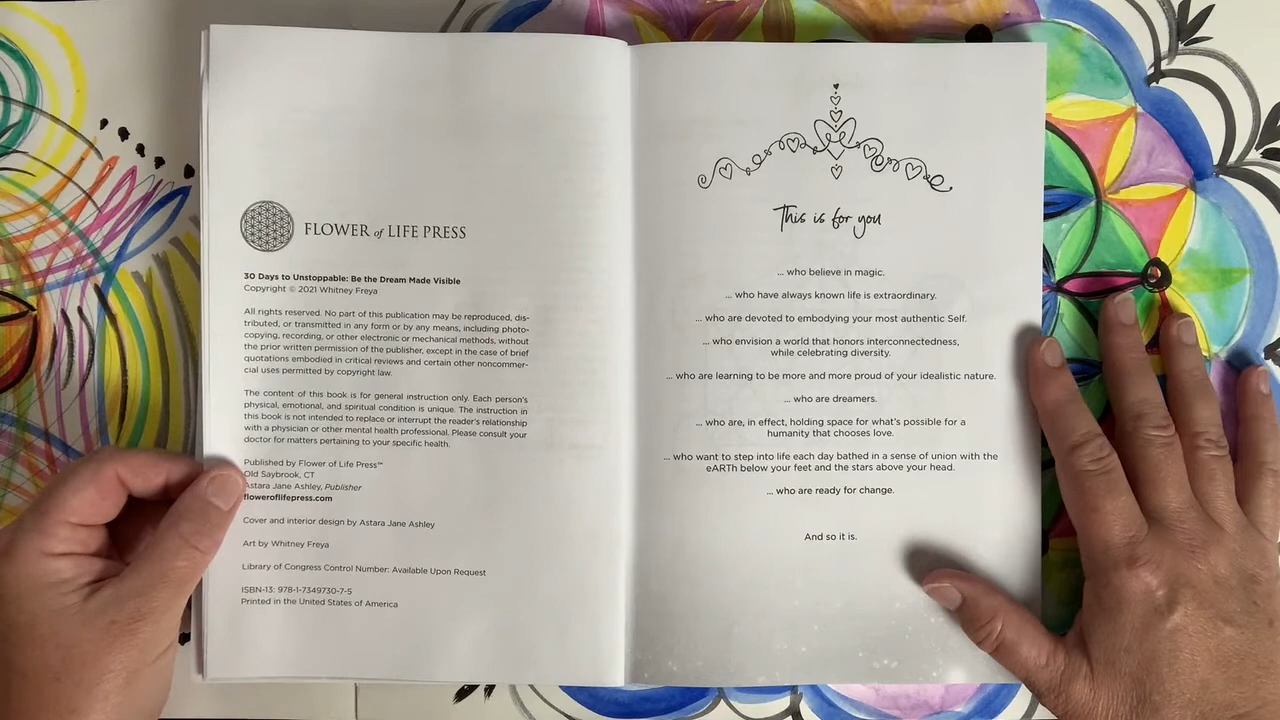 FLOWER of LIFE PRESS
30 Days to Unstoppable: Be the Dream Made Visible
Copyright © 2021 Whitney Freya
All rights reserved. No part of this publication may be reproduced, dis-
tributed, or transmitted in any form or by any means, including photo-
copying, recording, or other electronic or mechanical methods, without
the prior written permission of the publisher, except in the case of brief
quotations embodied in critical reviews and certain other noncommer-
cial uses permitted by copyright law.
The content of this book is for general instruction only. Each person's
physical, emotional, and spiritual condition is unique. The instruction in
this book is not intended to replace or interrupt the reader's relationship
with a physician or other mental health professional. Please consult your
doctor for matters pertaining to your specific health.
Published by Flower of Life Press™
Old Saybrook, CT
Astara Jane Ashley, Publisher
floweroflifepress.com
Cover and interior design by Astara Jane Ashley
Art by Whitney Freya
Library of Congress Control Number: Available Upon Request
ISBN-13: 978-1-7349730-7-5
Printed in the United States of America
This is for you
... who believe in magic.
... who have always known life is extraordinary.
... who are devoted to embodying your most authentic Self.
... who envision a world that honors interconnectedness,
while celebrating diversity.
... who are learning to be more and more proud of your idealistic nature.
... who are dreamers.
... who are, in effect, holding space for what's possible for a
humanity that chooses love.
... who want to step into life each day bathed in a sense of union with the
eARTh below your feet and the stars above your head.
... who are ready for change.
And so it is.